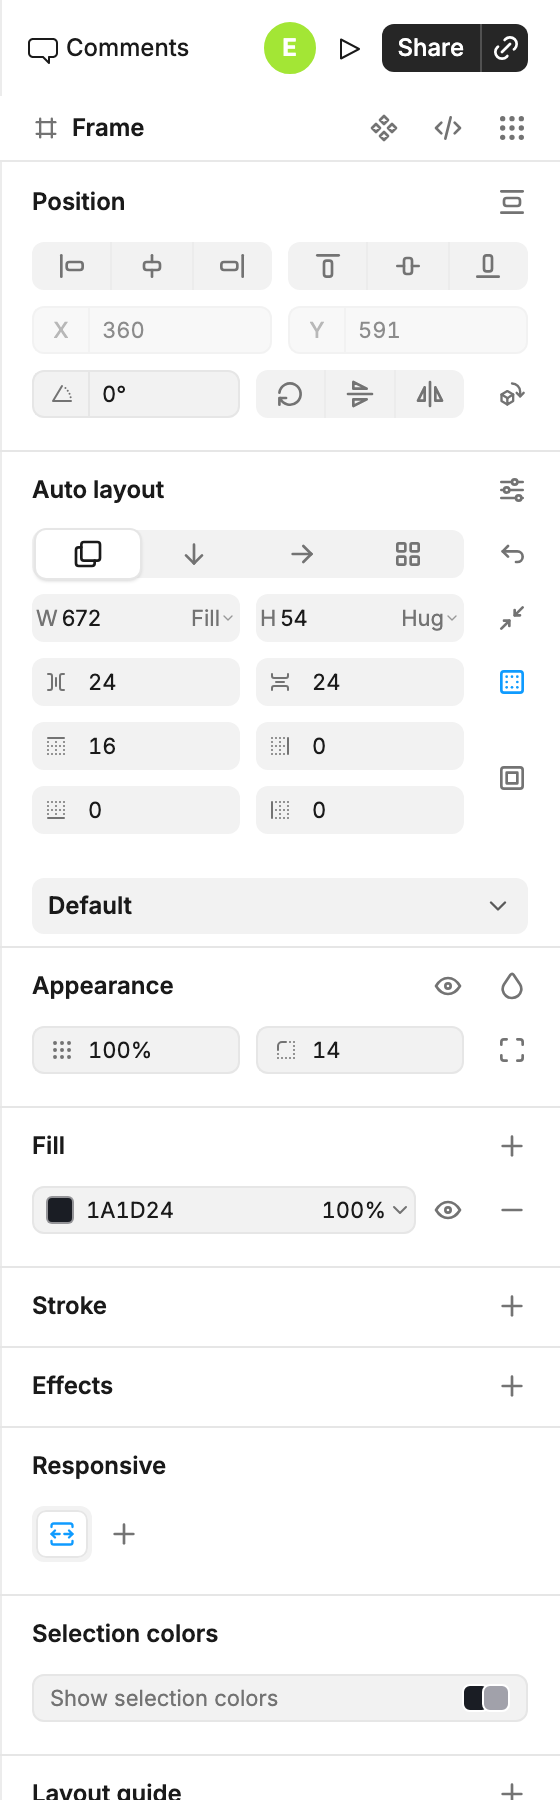 Comments E Share
Frame
Position
X 360 Y 591
0°
Auto layout
W 672 Fill H 54 Hug
24 24
16 0
0 0
Default
Appearance
100% 14
Fill
1A1D24 100%
Stroke
Effects
Responsive
Selection colors
Show selection colors
Layout guide